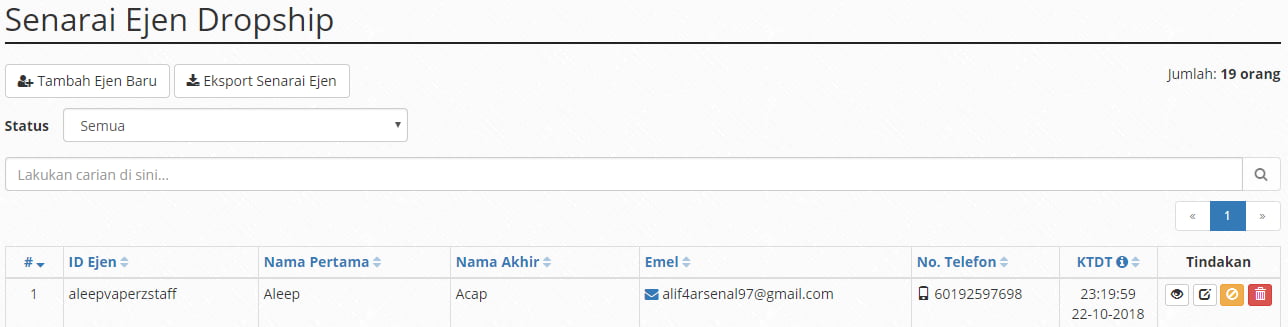 Senarai Ejen Dropship
Tambah Ejen Baru Eksport Senarai Ejen Jumlah: 19 orang
Status Semua
Lakukan carian di sini...
« 1 »
# ID Ejen Nama Pertama Nama Akhir Emel No. Telefon KTDT Tindakan
1 aleepvaperzstaff Aleep Acap alif4arsenal97@gmail.com 60192597698 23:19:59
22-10-2018